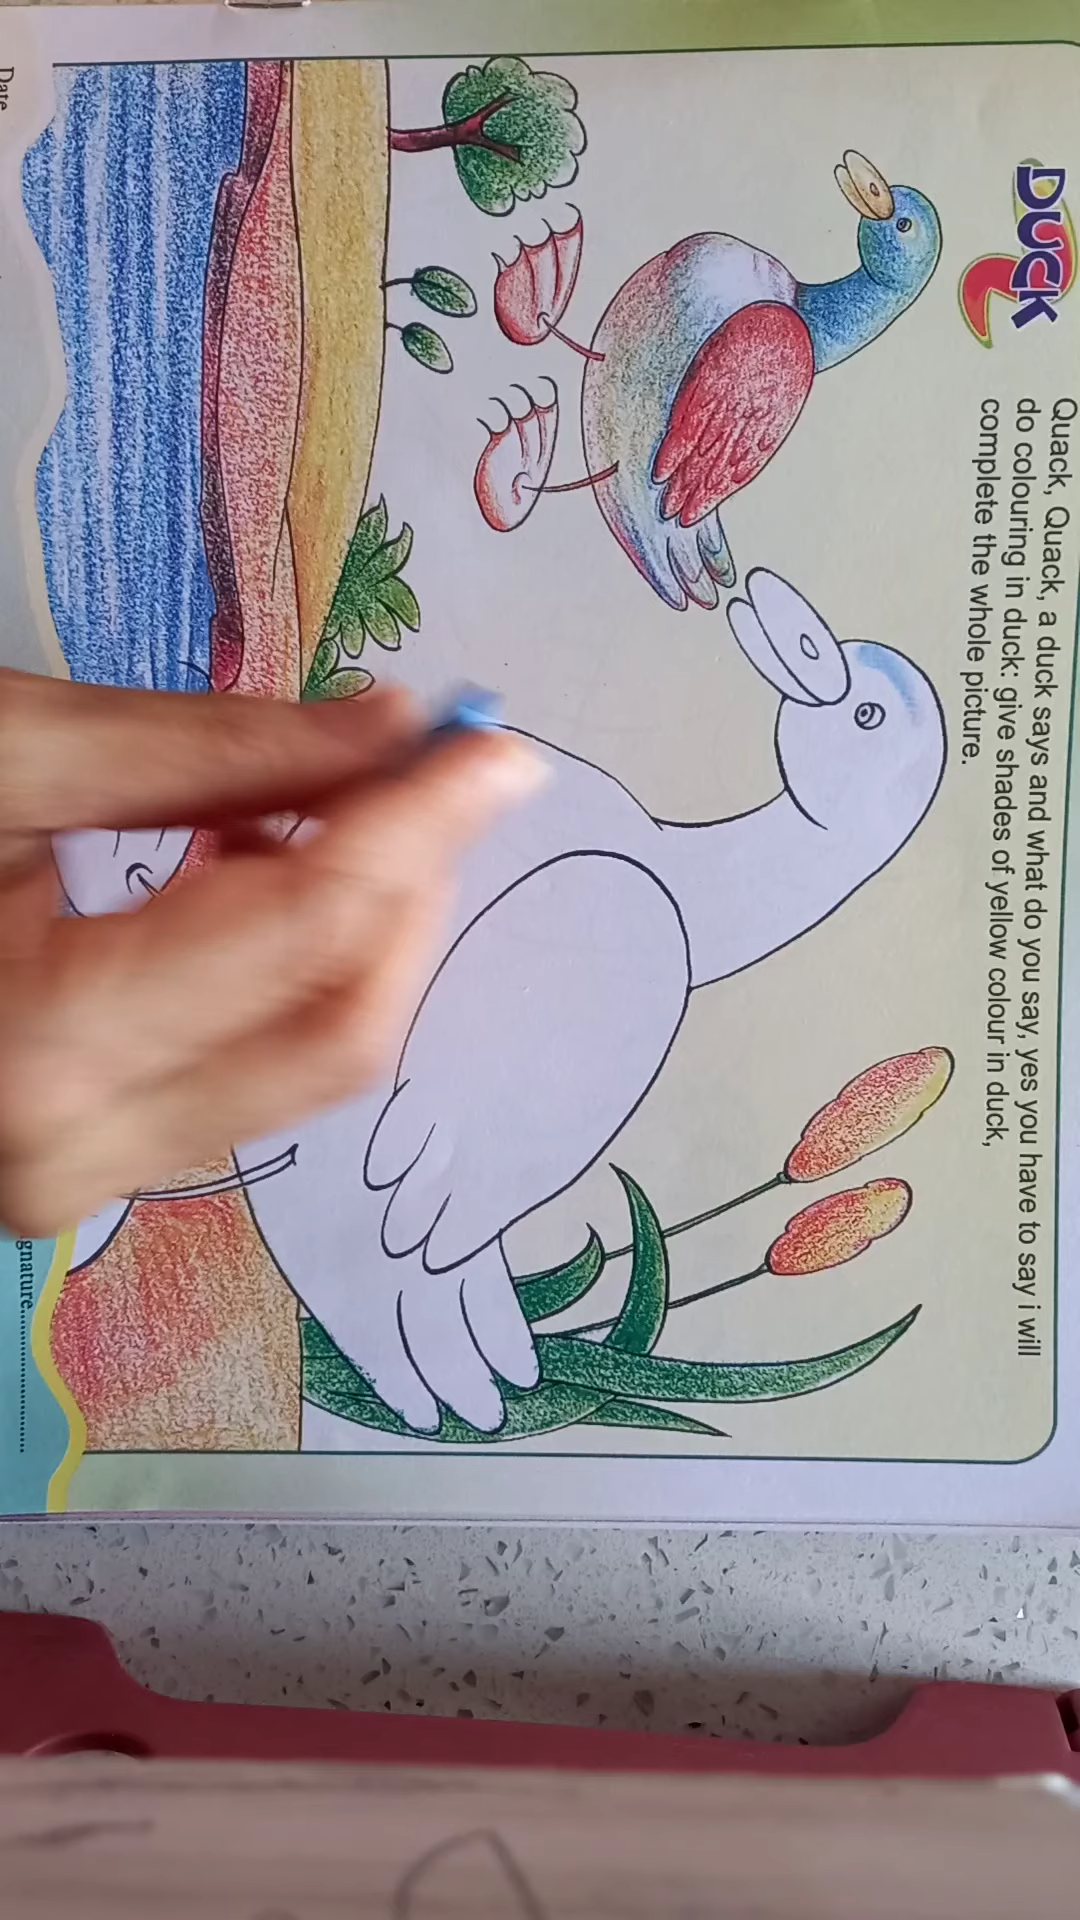 DUCK
Quack, Quack, a duck says and what do you say, yes you have to say i will
do colouring in duck: give shades of yellow colour in duck,
complete the whole picture.
Date
gnature..............................